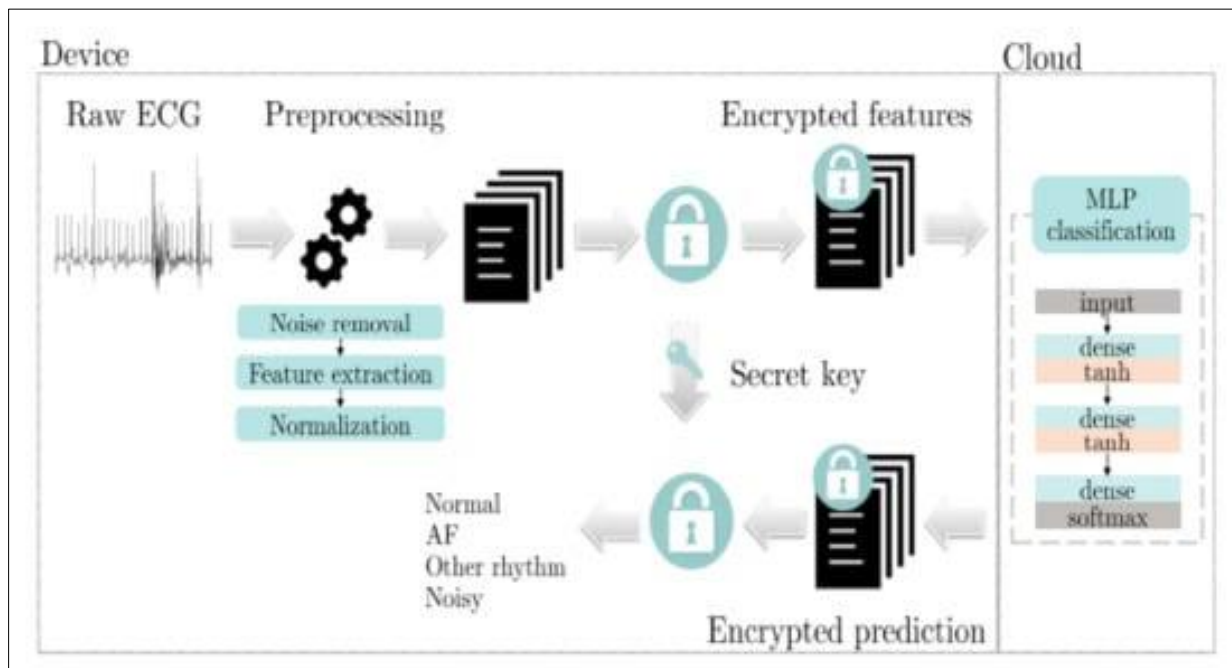 Device
Cloud
Raw ECG
Preprocessing
Encrypted features
Noise removal
Feature extraction
Normalization
Secret key
MLP
classification
input
dense
tanh
dense
tanh
dense
softmax
Normal
AF
Other rhythm
Noisy
Encrypted prediction